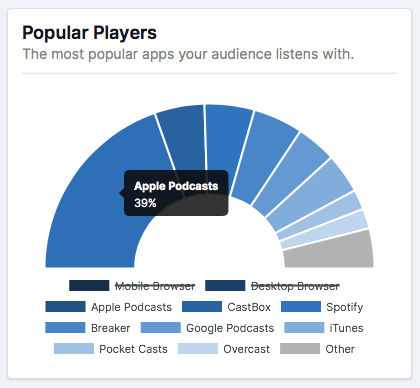 Popular Players
The most popular apps your audience listens with.
Apple Podcasts
39%
Mobile Browser Desktop Browser
Apple Podcasts CastBox Spotify
Breaker Google Podcasts iTunes
Pocket Casts Overcast Other